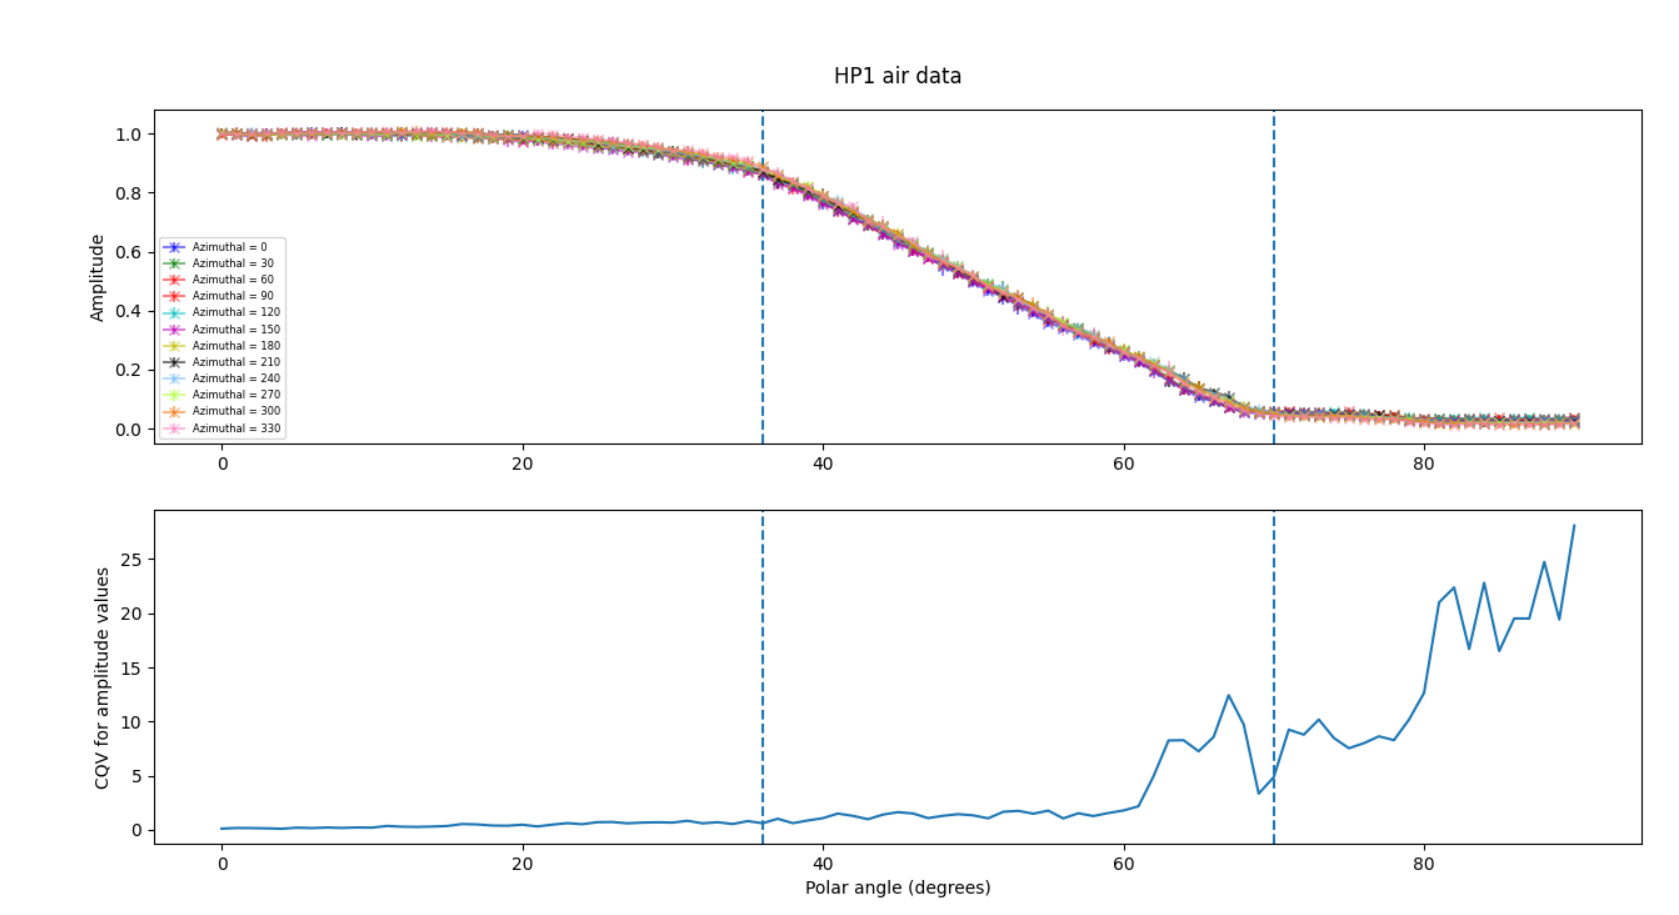 HP1 air data
1.0
0.8
0.6
0.4
0.2
0.0
Amplitude
Azimuthal = 0
Azimuthal = 30
Azimuthal = 60
Azimuthal = 90
Azimuthal = 120
Azimuthal = 150
Azimuthal = 180
Azimuthal = 210
Azimuthal = 240
Azimuthal = 270
Azimuthal = 300
Azimuthal = 330
0 20 40 60 80
25
20
15
10
5
0
CQV for amplitude values
0 20 40 60 80
Polar angle (degrees)